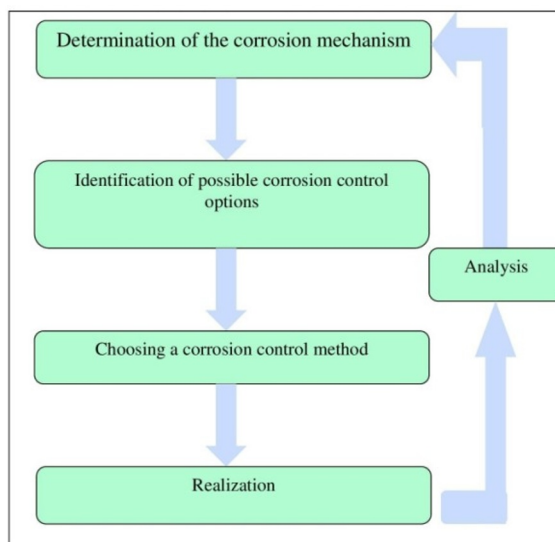 Determination of the corrosion mechanism
Identification of possible corrosion control
options
Analysis
Choosing a corrosion control method
Realization